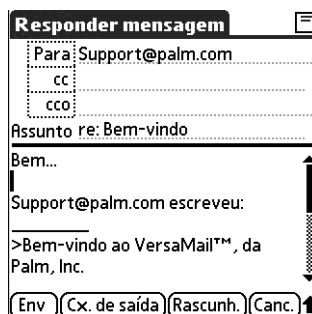 Responder mensagem
Para Support@palm.com
cc
cco
Assunto re: Bem-vindo
Bem...
Support@palm.com escreveu:
__________
>Bem-vindo ao VersaMail™, da
Palm, Inc.
Env Cx. de saída Rascunh. Canc.